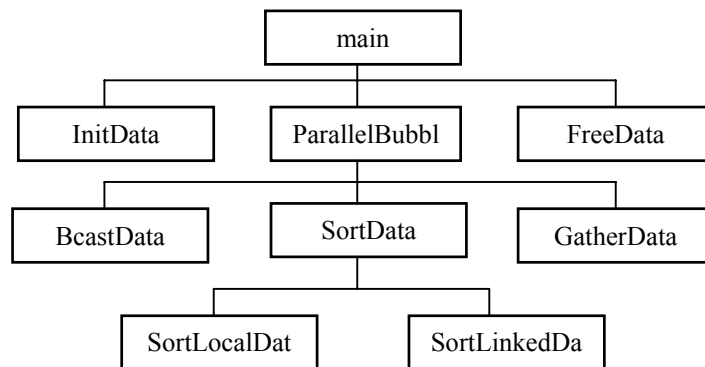 main
InitData
ParallelBubbl
FreeData
BcastData
SortData
GatherData
SortLocalDat
SortLinkedDa